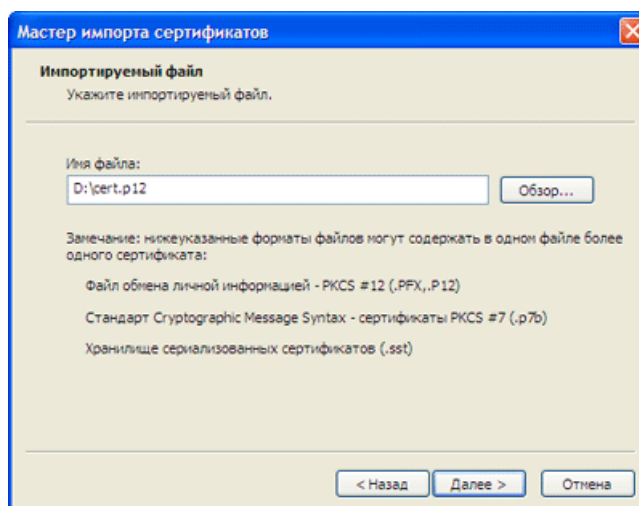 Мастер импорта сертификатов
Импортируемый файл
Укажите импортируемый файл.
Имя файла:
D:\cert.p12
Обзор...
Замечание: нижеуказанные форматы файлов могут содержать в одном файле более
одного сертификата:
Файл обмена личной информацией - PKCS #12 (.PFX,.P12)
Стандарт Cryptographic Message Syntax - сертификаты PKCS #7 (.p7b)
Хранилище сериализованных сертификатов (.sst)
< Назад
Далее >
Отмена